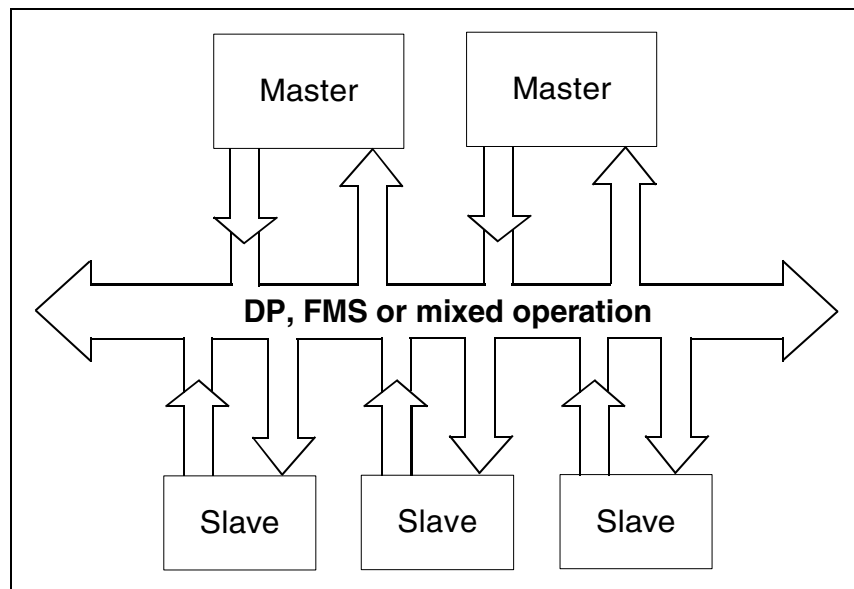 Master
Master
DP, FMS or mixed operation
Slave
Slave
Slave